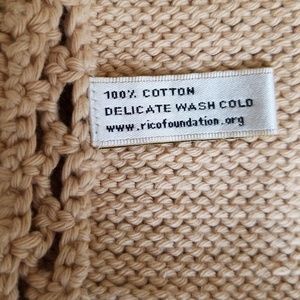 100% COTTON
DELICATE WASH COLD
www.ricofoundation.org